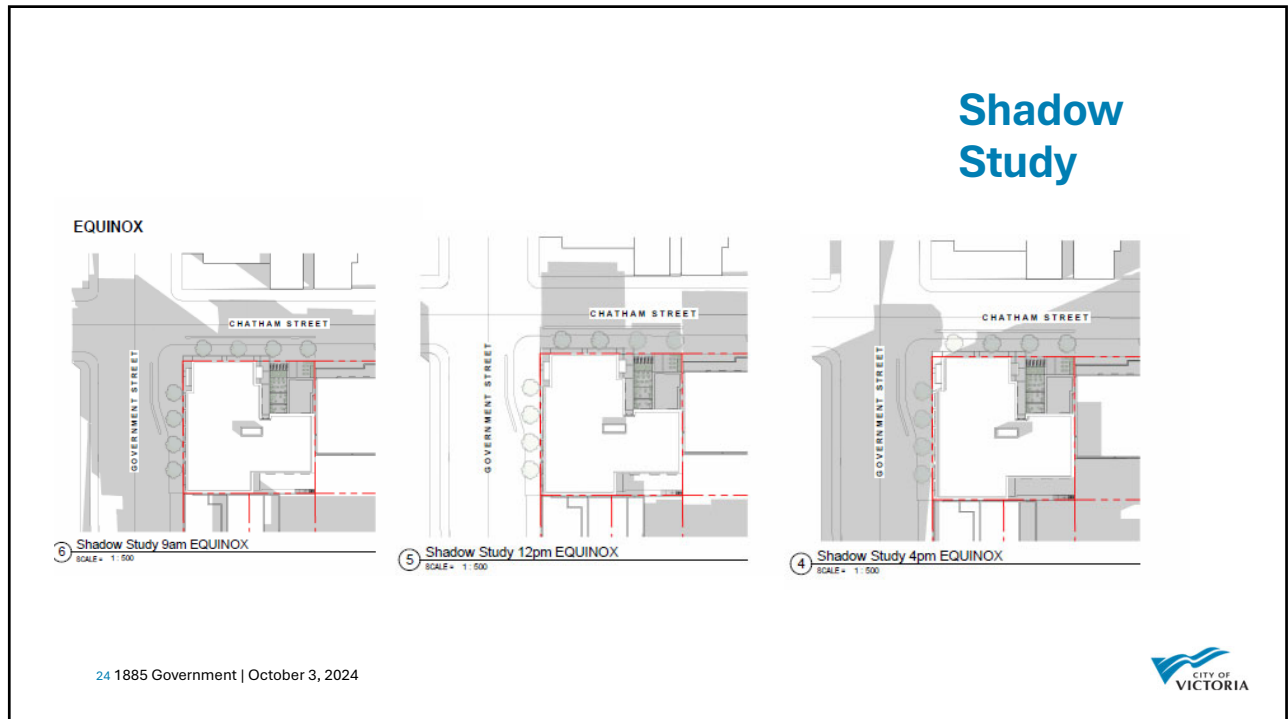 Shadow
Study
EQUINOX
CHATHAM STREET
GOVERNMENT STREET
6 Shadow Study 9am EQUINOX
SCALE = 1 : 500
CHATHAM STREET
GOVERNMENT STREET
5 Shadow Study 12pm EQUINOX
SCALE = 1 : 500
CHATHAM STREET
GOVERNMENT STREET
4 Shadow Study 4pm EQUINOX
SCALE = 1 : 500
24 1885 Government | October 3, 2024
CITY OF
VICTORIA